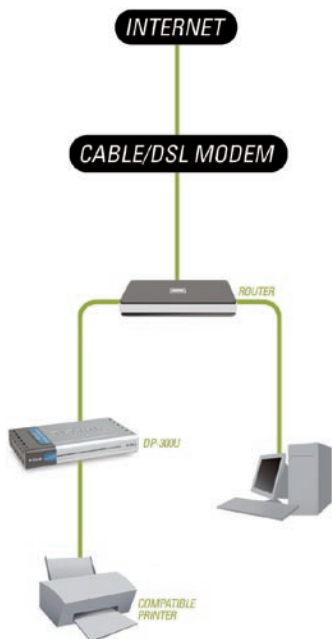 INTERNET
CABLE/DSL MODEM
ROUTER
DP-300U
COMPATIBLE
PRINTER